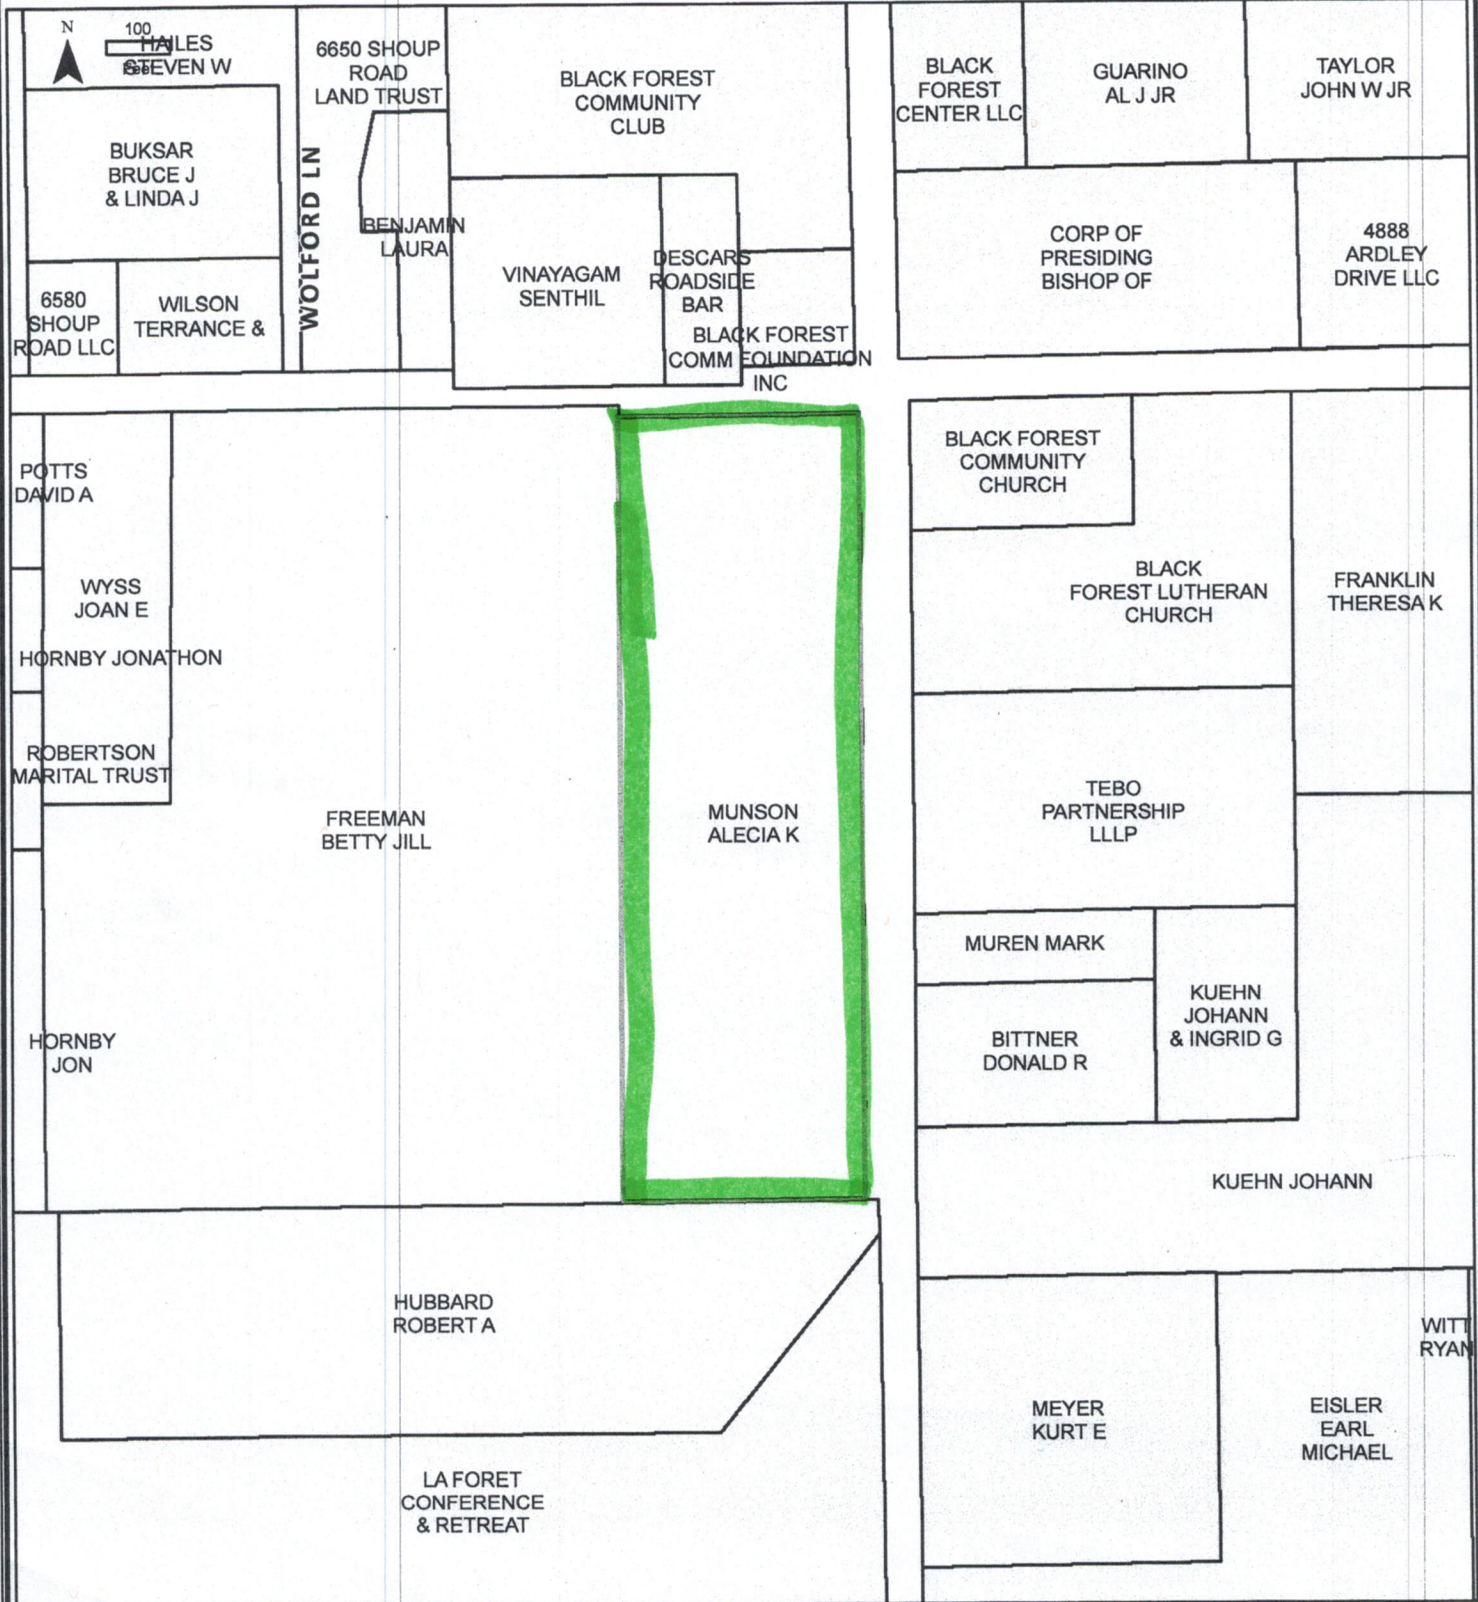 N
100
Feet
HAILES
STEVEN W
6650 SHOUP
ROAD
LAND TRUST
BLACK FOREST
COMMUNITY
CLUB
BLACK
FOREST
CENTER LLC
GUARINO
AL J JR
TAYLOR
JOHN W JR
BUKSAR
BRUCE J
& LINDA J
WOLFORD LN
BENJAMIN
LAURA
VINAYAGAM
SENTHIL
DESCARS
ROADSIDE
BAR
CORP OF
PRESIDING
BISHOP OF
4888
ARDLEY
DRIVE LLC
6580
SHOUP
ROAD LLC
WILSON
TERRANCE &
BLACK FOREST
COMM FOUNDATION
INC
POTTS
DAVID A
BLACK FOREST
COMMUNITY
CHURCH
WYSS
JOAN E
BLACK
FOREST LUTHERAN
CHURCH
FRANKLIN
THERESA K
HORNBY JONATHON
ROBERTSON
MARITAL TRUST
FREEMAN
BETTY JILL
MUNSON
ALECIA K
TEBO
PARTNERSHIP
LLLP
MUREN MARK
KUEHN
JOHANN
& INGRID G
HORNBY
JON
BITTNER
DONALD R
KUEHN JOHANN
HUBBARD
ROBERT A
WITT
RYAN
MEYER
KURT E
EISLER
EARL
MICHAEL
LA FORET
CONFERENCE
& RETREAT